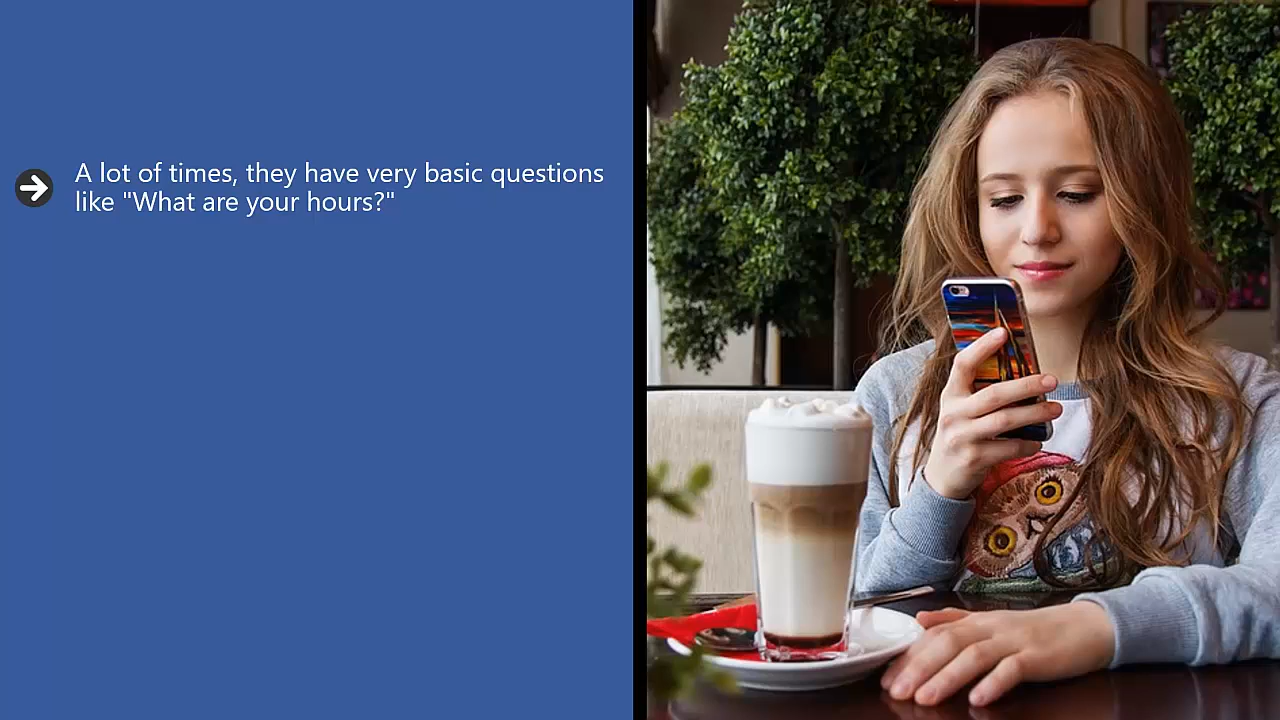 A lot of times, they have very basic questions
like "What are your hours?"